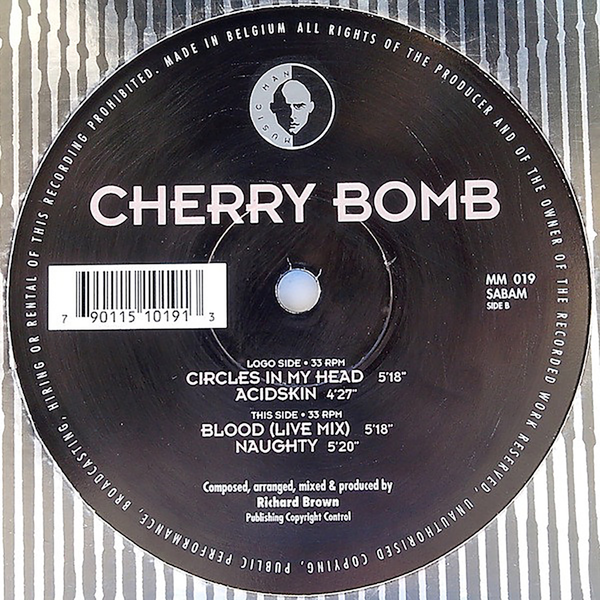 MADE IN BELGIUM ALL RIGHTS OF THE PRODUCER AND OF THE OWNER OF THE RECORDED WORK RESERVED. UNAUTHORISED COPYING, PUBLIC PERFORMANCE, BROADCASTING, HIRING OR RENTAL OF THIS RECORDING PROHIBITED.
MUSIC MAN
CHERRY BOMB
7 90115 10191 3
MM 019
SABAM
SIDE B
LOGO SIDE • 33 RPM
CIRCLES IN MY HEAD 5'18"
ACIDSKIN 4'27"
THIS SIDE • 33 RPM
BLOOD (LIVE MIX) 5'18"
NAUGHTY 5'20"
Composed, arranged, mixed & produced by
Richard Brown
Publishing Copyright Control